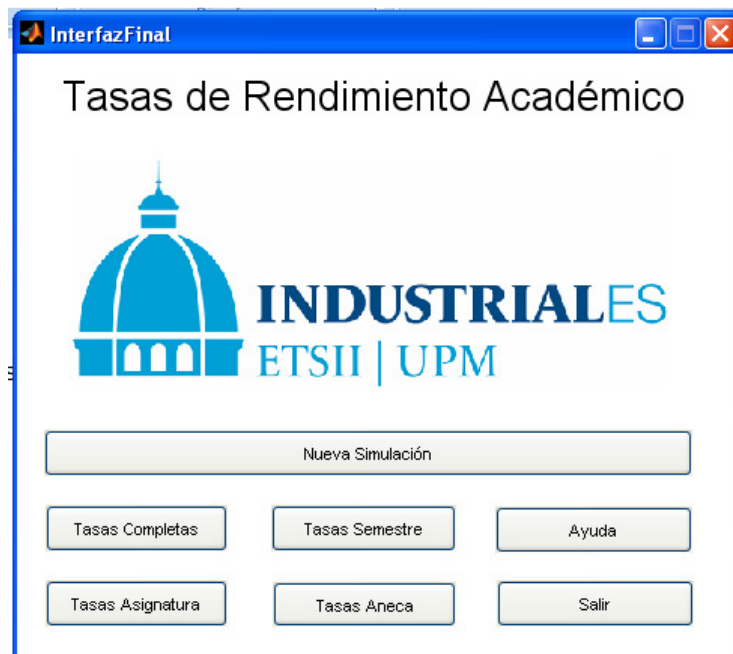 InterfazFinal
Tasas de Rendimiento Académico
INDUSTRIALES
ETSII | UPM
Nueva Simulación
Tasas Completas
Tasas Semestre
Ayuda
Tasas Asignatura
Tasas Aneca
Salir